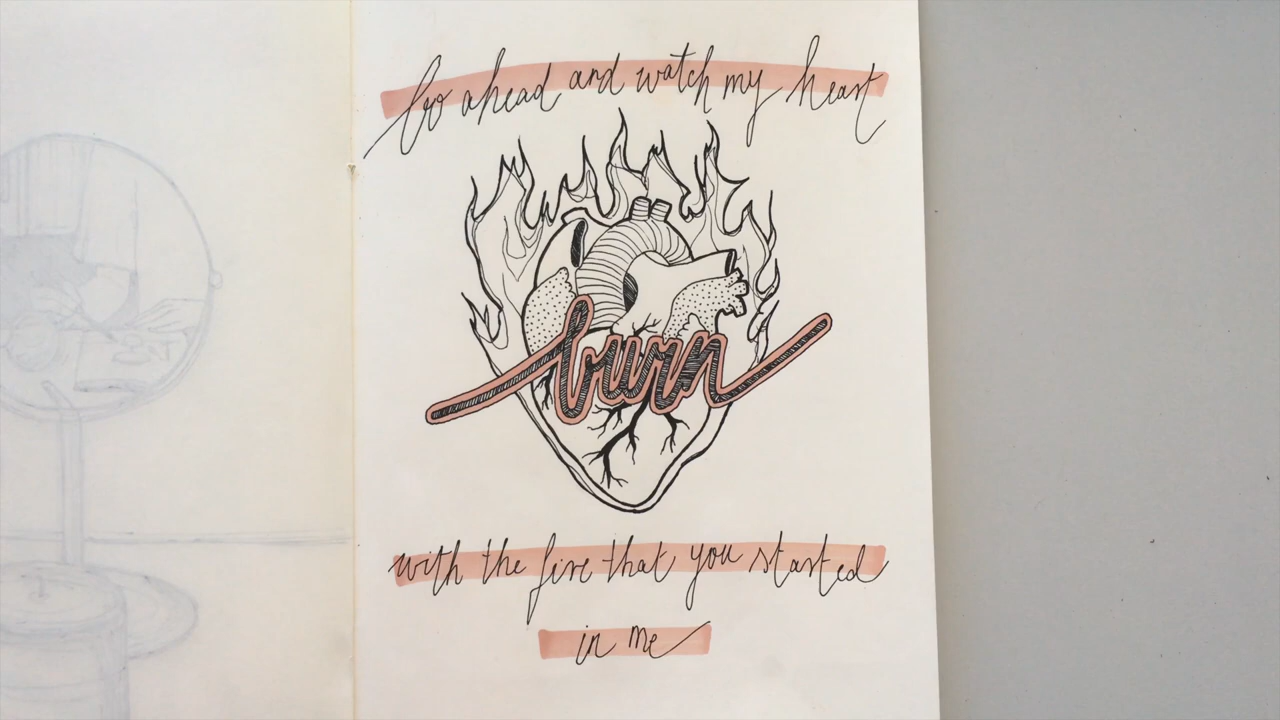 Go ahead and watch my heart
burn
with the fire that you started
in me